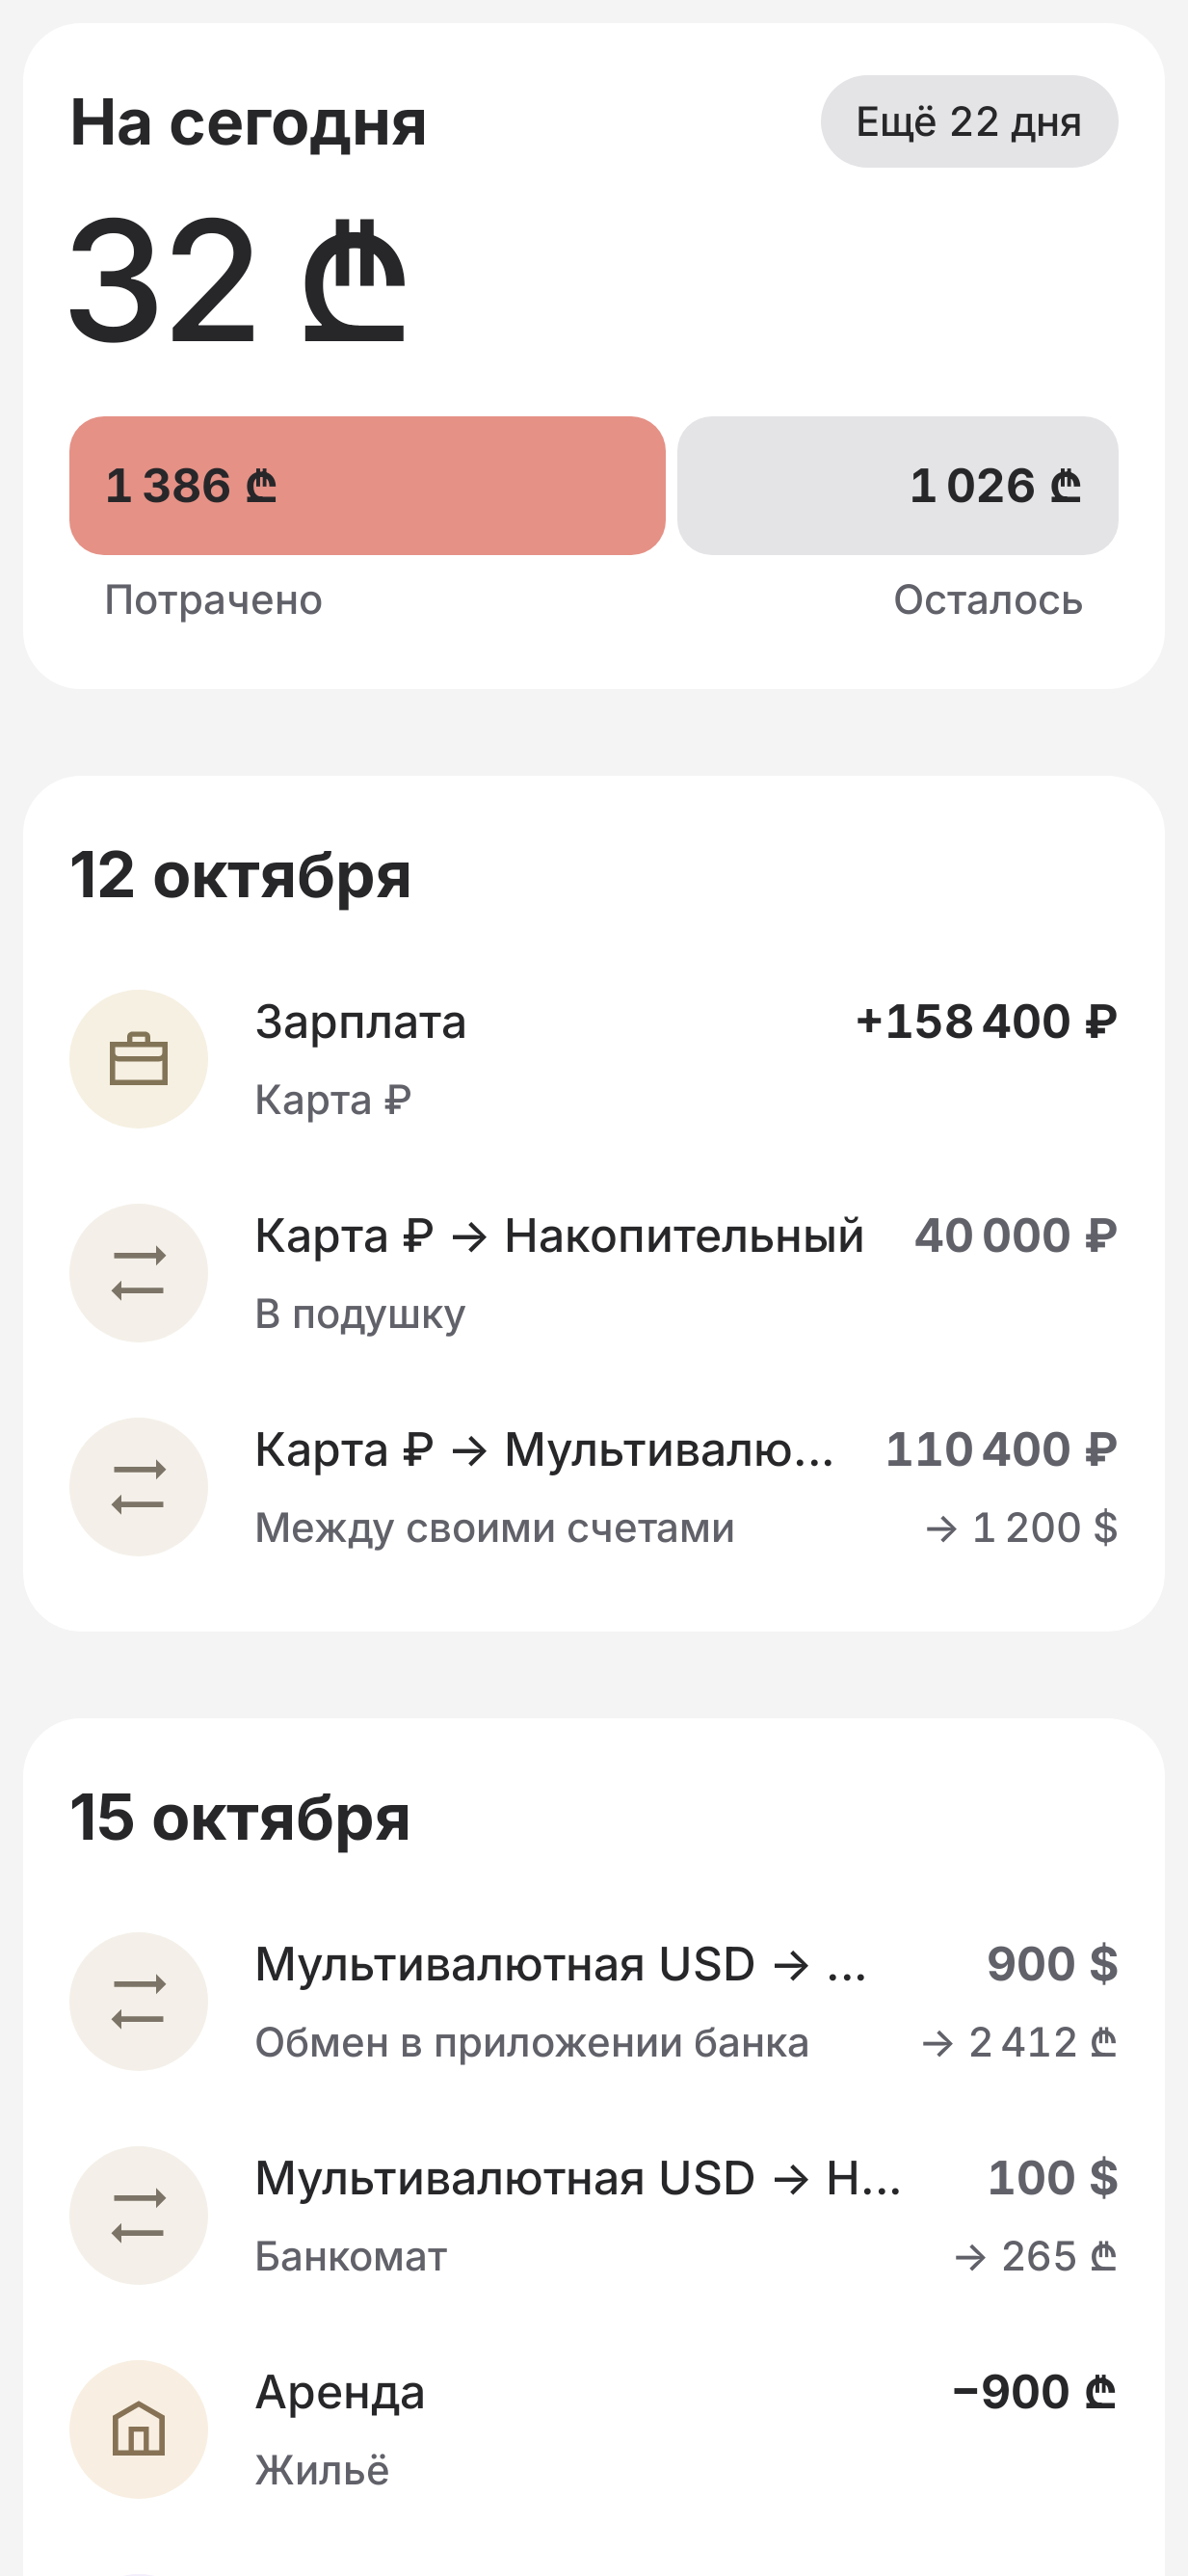 На сегодня
Ещё 22 дня
32 ₾
1 386 ₾
1 026 ₾
Потрачено
Осталось
12 октября
Зарплата
+158 400 ₽
Карта ₽
Карта ₽ → Накопительный
40 000 ₽
В подушку
Карта ₽ → Мультивалю...
110 400 ₽
Между своими счетами
→ 1 200 $
15 октября
Мультивалютная USD → ...
900 $
Обмен в приложении банка
→ 2 412 ₾
Мультивалютная USD → Н...
100 $
Банкомат
→ 265 ₾
Аренда
−900 ₾
Жильё